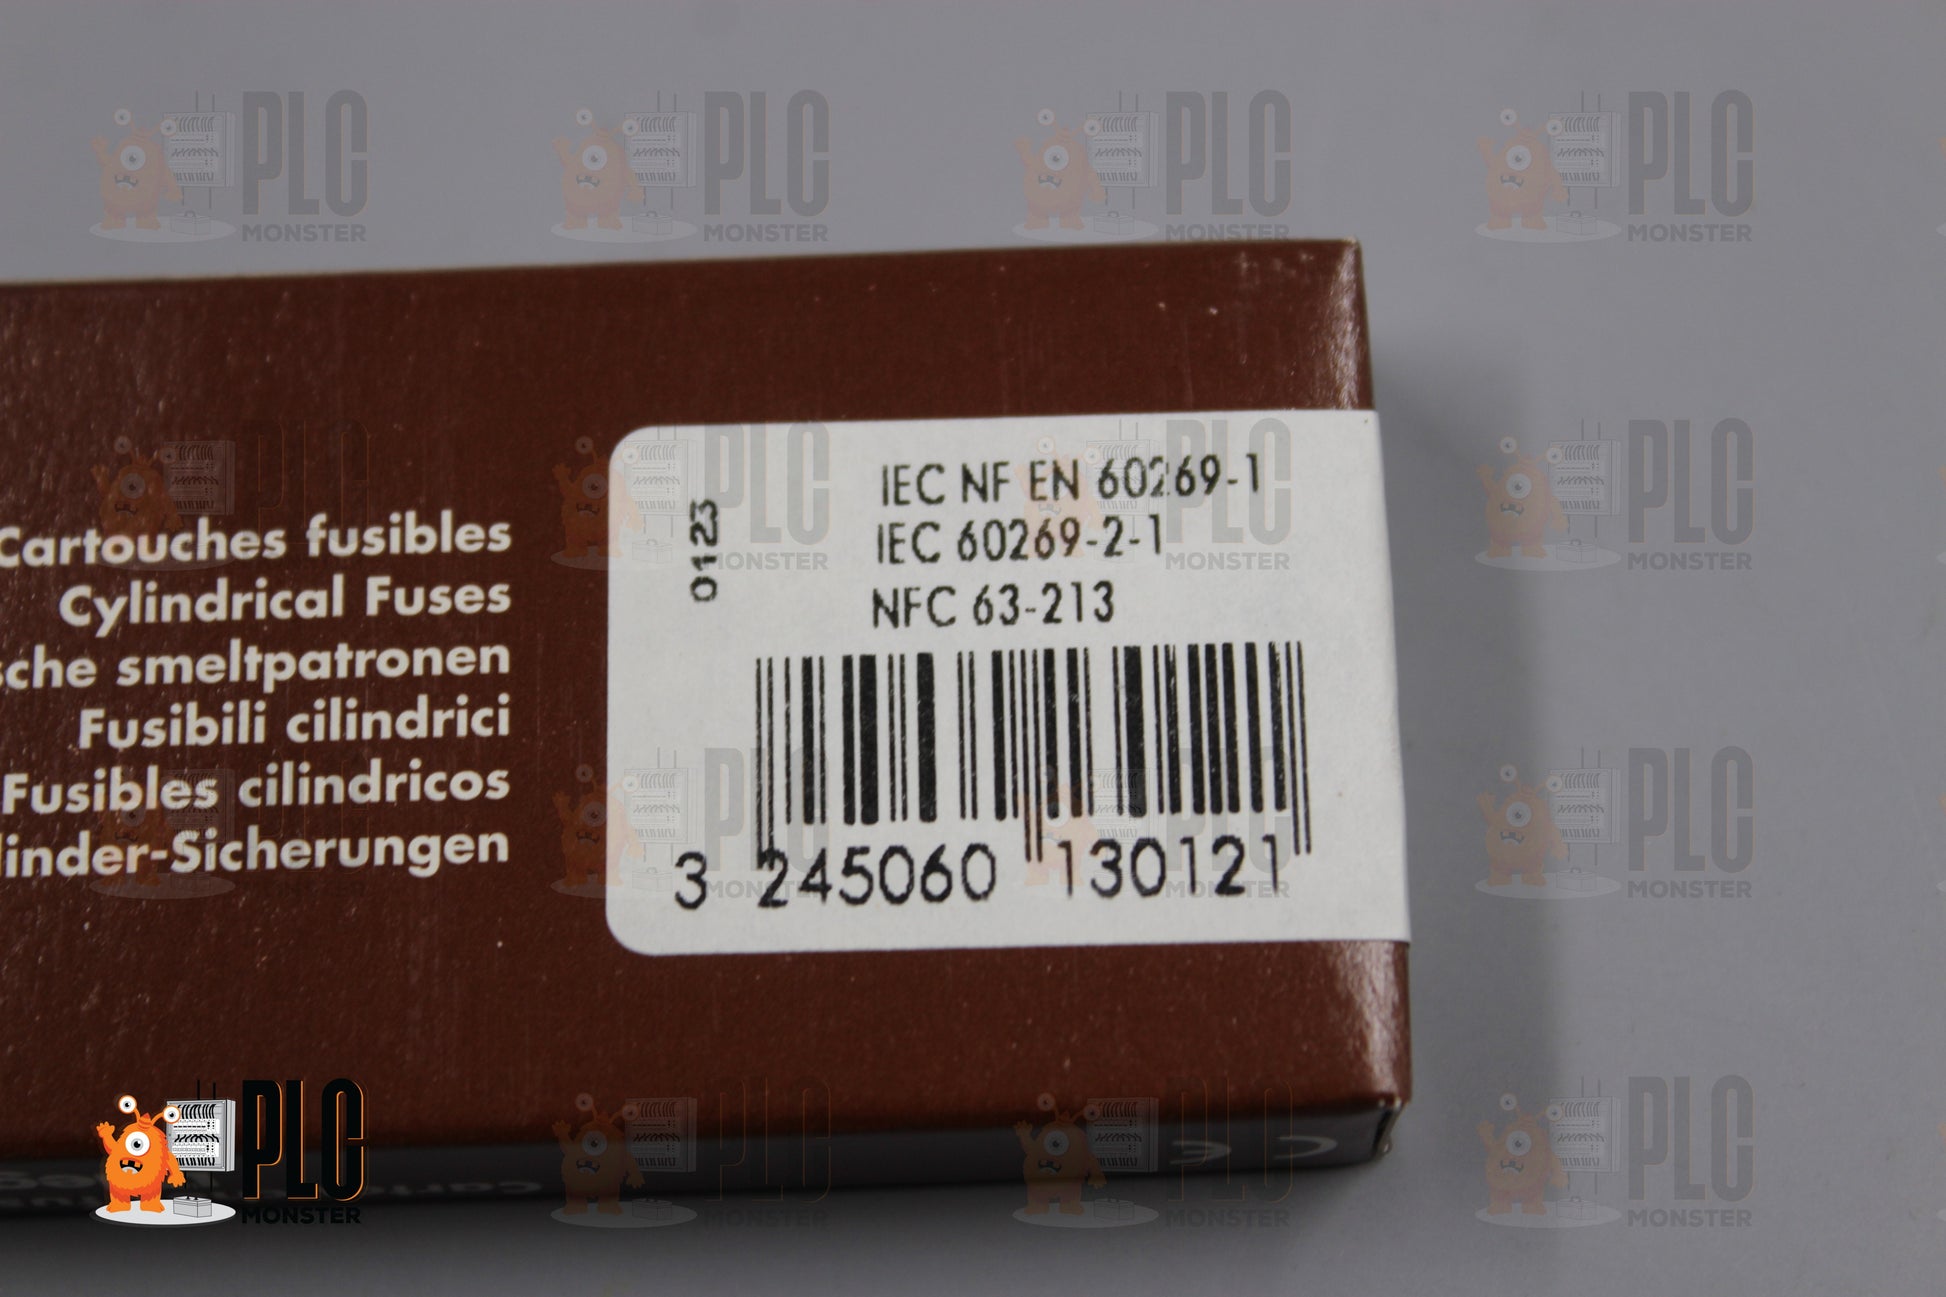 Cartouches fusibles
Cylindrical Fuses
sche smeltpatronen
Fusibili cilindrici
Fusibles cilindricos
linder-Sicherungen
0123
IEC NF EN 60269-1
IEC 60269-2-1
NFC 63-213
3 245060 130121
CE
PLC
MONSTER